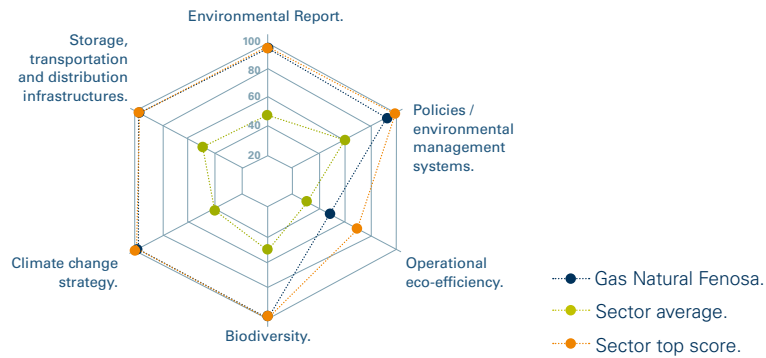 Environmental Report.
Storage,
transportation
and distribution
infrastructures.
100
80
60
40
20
Policies /
environmental
management
systems.
Climate change
strategy.
Operational
eco-efficiency.
Biodiversity.
Gas Natural Fenosa.
Sector average.
Sector top score.